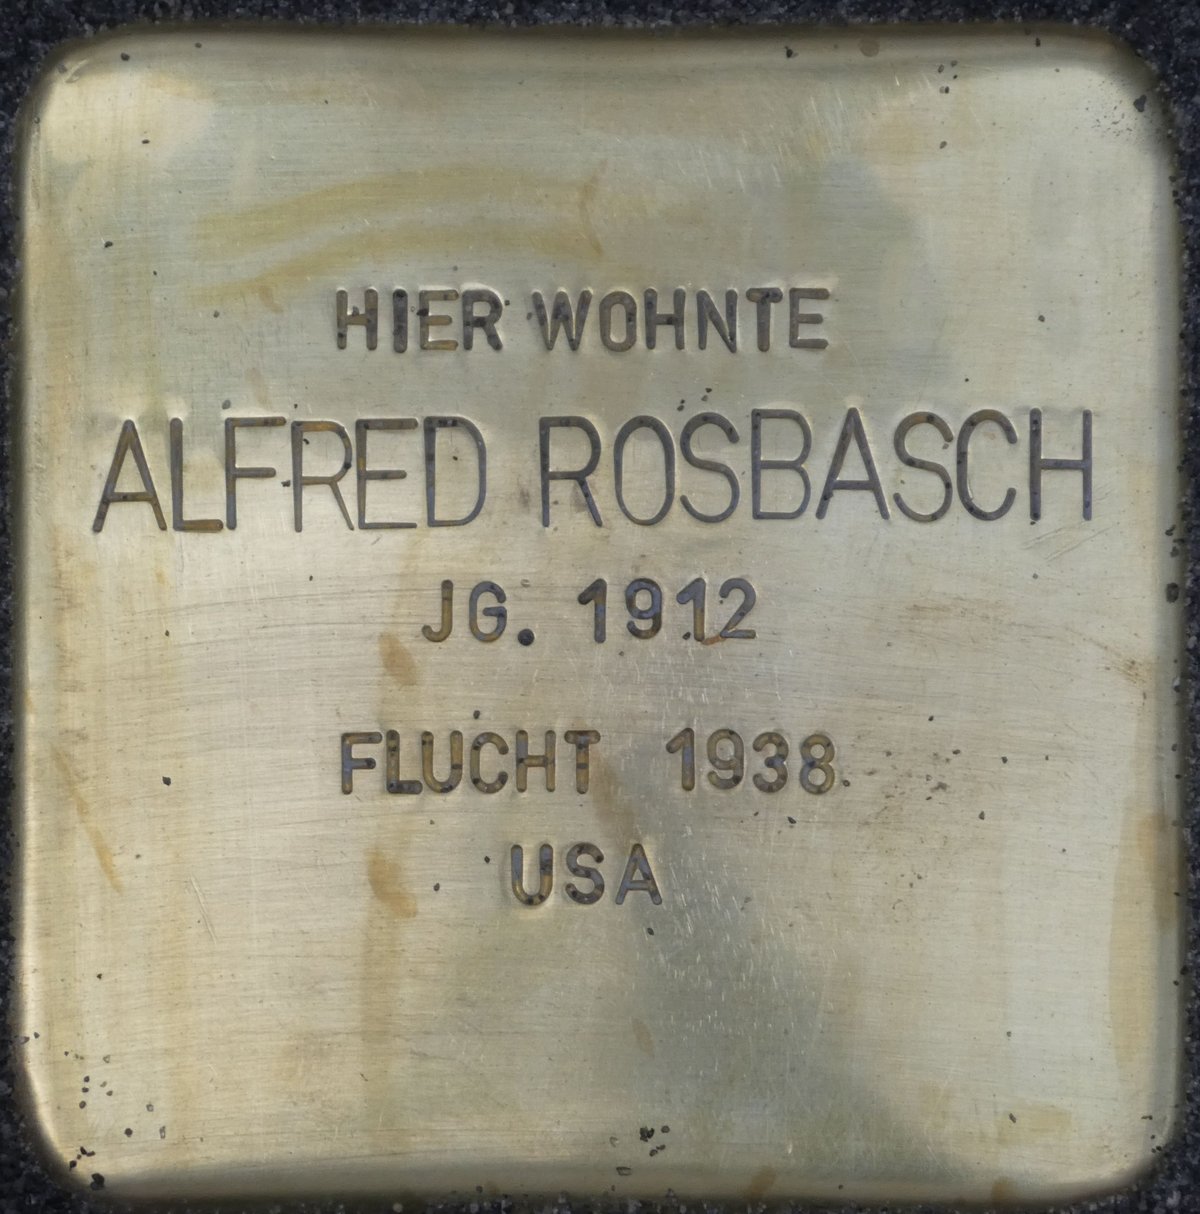 HIER WOHNTE
ALFRED ROSBASCH
JG. 1912
FLUCHT 1938
USA